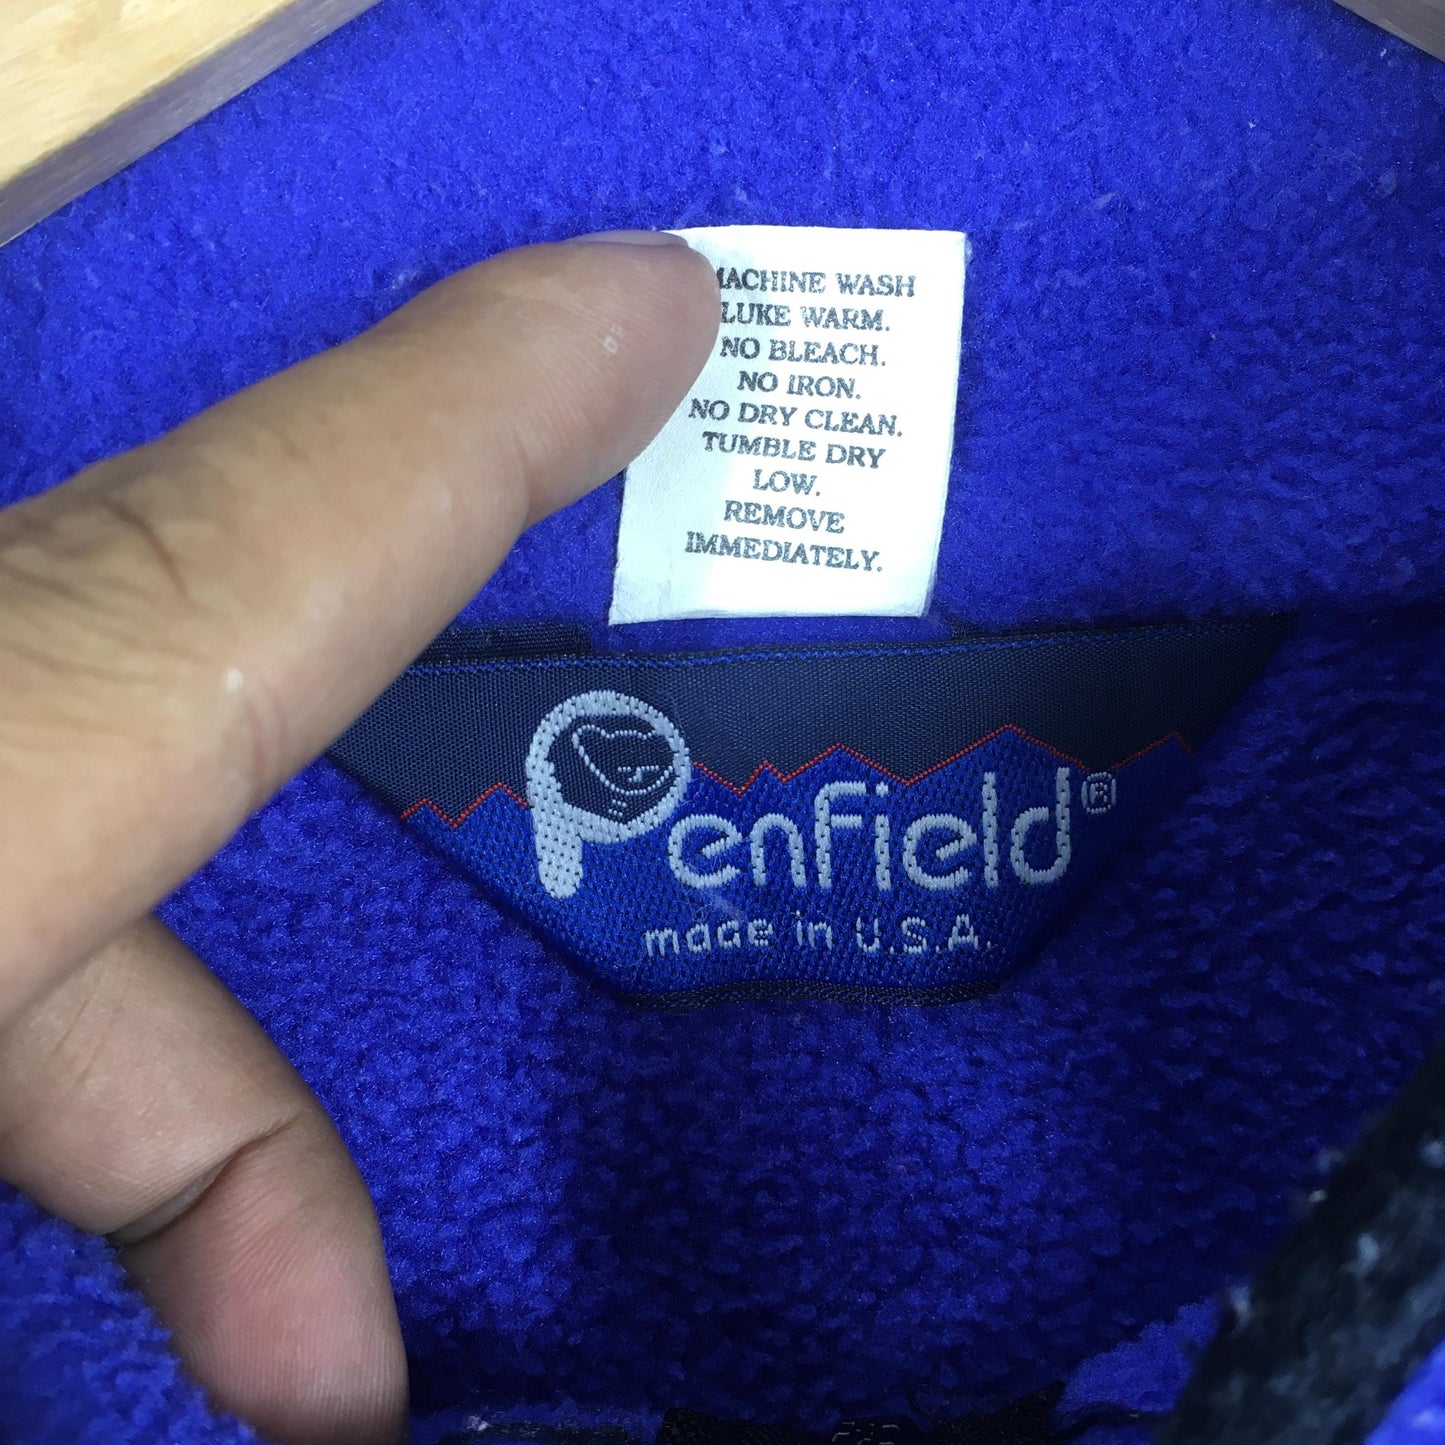 MACHINE WASH
LUKE WARM.
NO BLEACH.
NO IRON.
NO DRY CLEAN.
TUMBLE DRY
LOW.
REMOVE
IMMEDIATELY.
Penfield®
made in U.S.A.